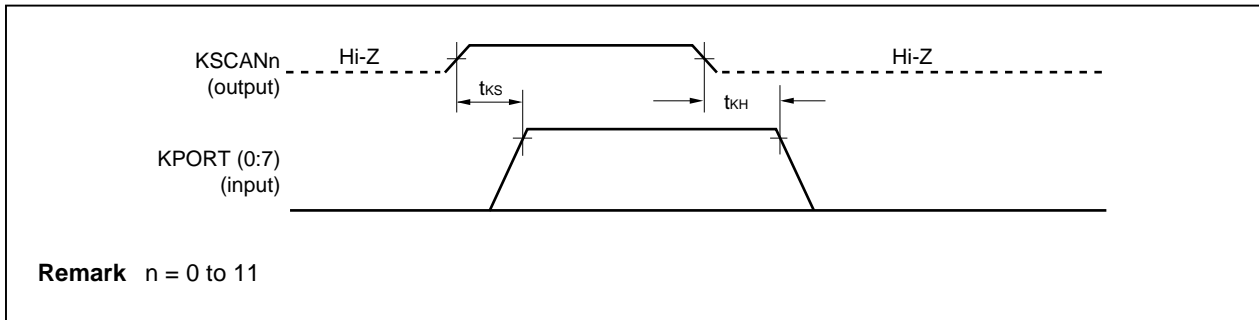 KSCANn
(output)
Hi-Z
Hi-Z
tKS
tKH
KPORT (0:7)
(input)
Remark n = 0 to 11